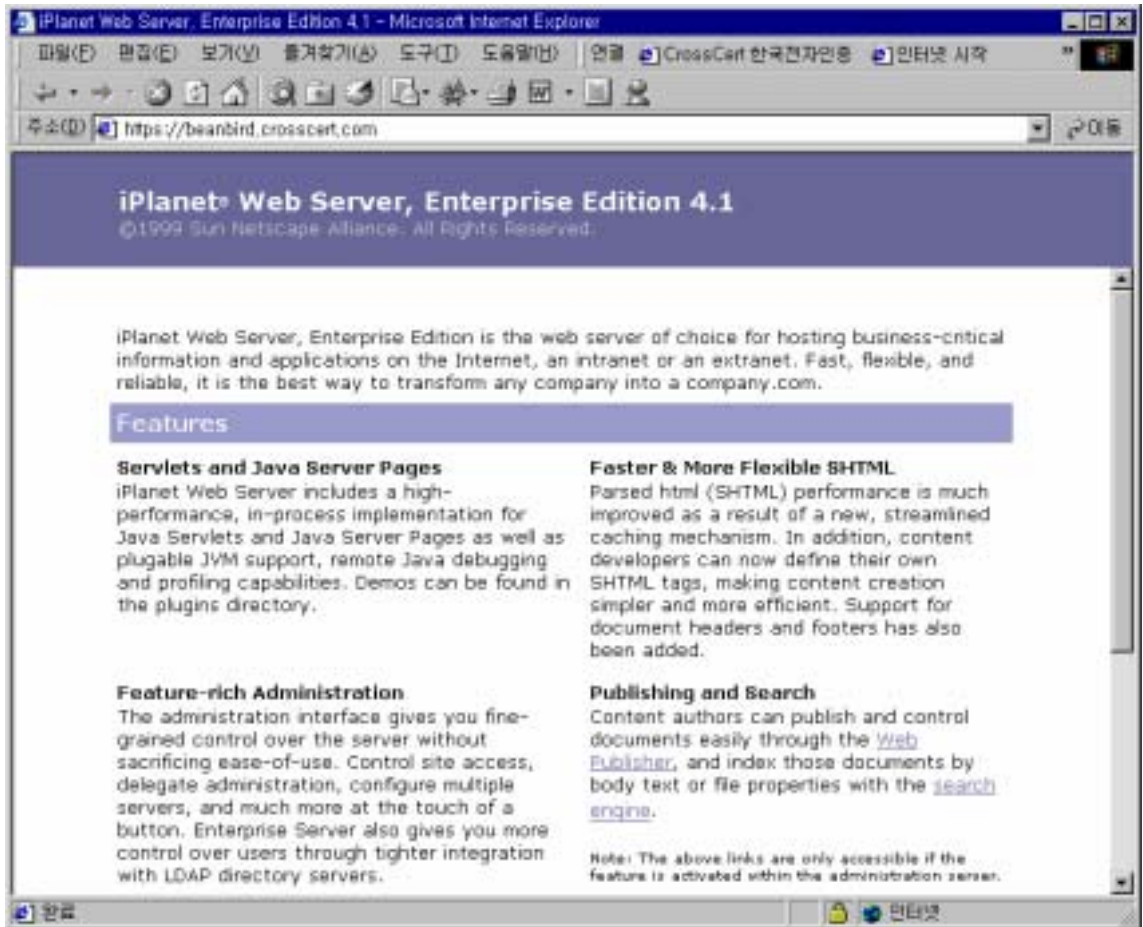 iPlanet Web Server, Enterprise Edition 4.1 - Microsoft Internet Explorer
파일(F) 편집(E) 보기(V) 즐겨찾기(A) 도구(T) 도움말(H) 연결 CrossCert 한국전자인증 인터넷 시작 »
주소(D) https://beanbird.crosscert.com 이동
iPlanet® Web Server, Enterprise Edition 4.1
©1999 Sun Netscape Alliance. All Rights Reserved.
iPlanet Web Server, Enterprise Edition is the web server of choice for hosting business-critical
information and applications on the Internet, an intranet or an extranet. Fast, flexible, and
reliable, it is the best way to transform any company into a company.com.
Features
Servlets and Java Server Pages
iPlanet Web Server includes a high-
performance, in-process implementation for
Java Servlets and Java Server Pages as well as
plugable JVM support, remote Java debugging
and profiling capabilities. Demos can be found in
the plugins directory.
Faster & More Flexible SHTML
Parsed html (SHTML) performance is much
improved as a result of a new, streamlined
caching mechanism. In addition, content
developers can now define their own
SHTML tags, making content creation
simpler and more efficient. Support for
document headers and footers has also
been added.
Feature-rich Administration
The administration interface gives you fine-
grained control over the server without
sacrificing ease-of-use. Control site access,
delegate administration, configure multiple
servers, and much more at the touch of a
button. Enterprise Server also gives you more
control over users through tighter integration
with LDAP directory servers.
Publishing and Search
Content authors can publish and control
documents easily through the Web
Publisher, and index those documents by
body text or file properties with the search
engine.
Note: The above links are only accessible if the
feature is activated within the administration server.
완료 인터넷